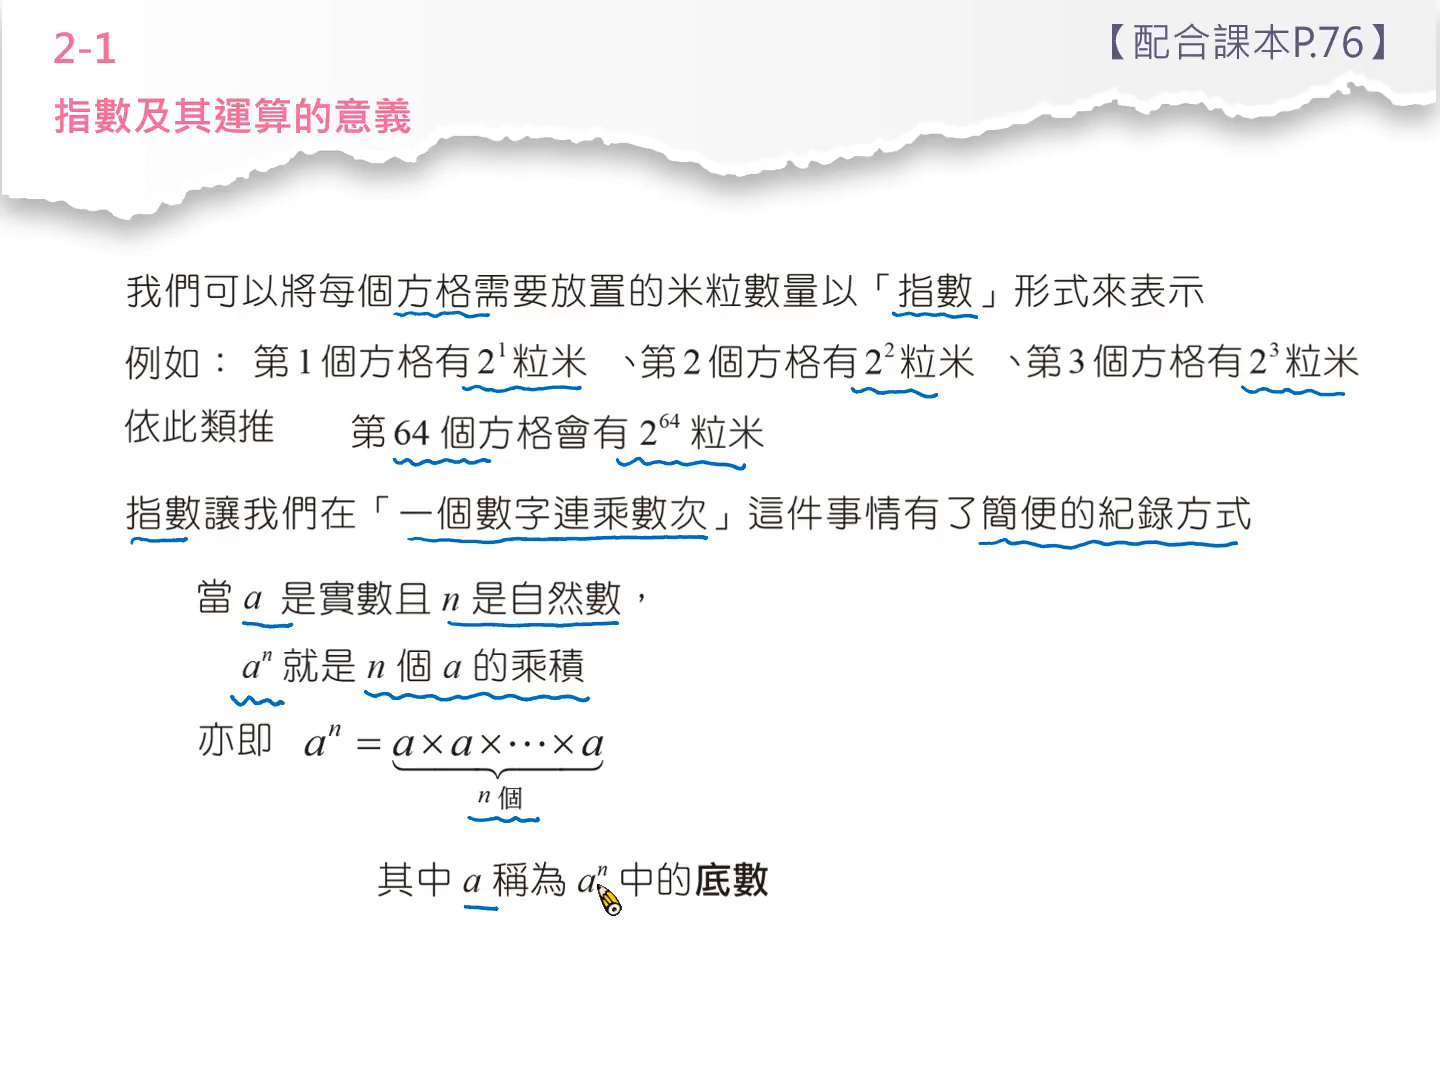 2-1
【配合課本P.76】
指數及其運算的意義
我們可以將每個方格需要放置的米粒數量以「指數」形式來表示
例如：第1個方格有2¹粒米、第2個方格有2²粒米、第3個方格有2³粒米
依此類推 第64個方格會有2⁶⁴粒米
指數讓我們在「一個數字連乘數次」這件事情有了簡便的紀錄方式
當 a 是實數且 n 是自然數，
aⁿ 就是 n 個 a 的乘積
亦即 aⁿ = a×a×⋯×a
n 個
其中 a 稱為 aⁿ 中的底數